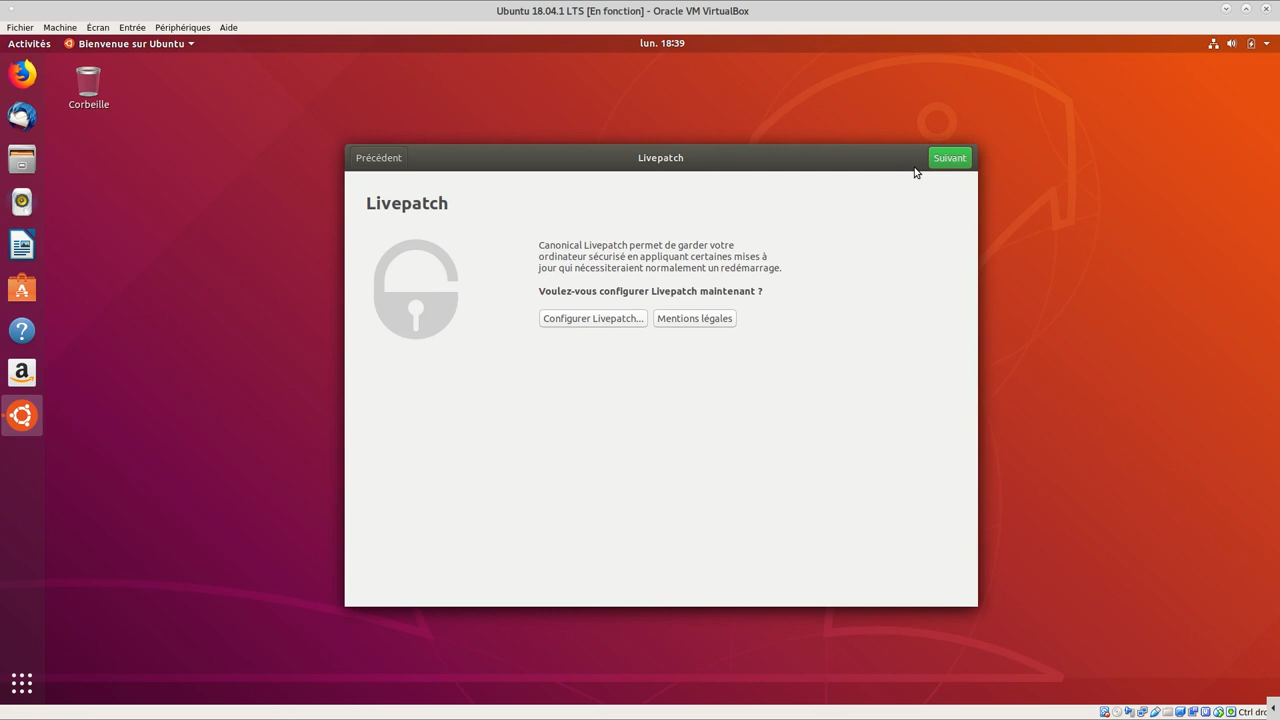 Ubuntu 18.04.1 LTS [En fonction] - Oracle VM VirtualBox
Fichier Machine Écran Entrée Périphériques Aide
Activités Bienvenue sur Ubuntu lun. 18:39
Corbeille
Précédent Livepatch Suivant
Livepatch
Canonical Livepatch permet de garder votre
ordinateur sécurisé en appliquant certaines mises à
jour qui nécessiteraient normalement un redémarrage.
Voulez-vous configurer Livepatch maintenant ?
Configurer Livepatch... Mentions légales
Ctrl